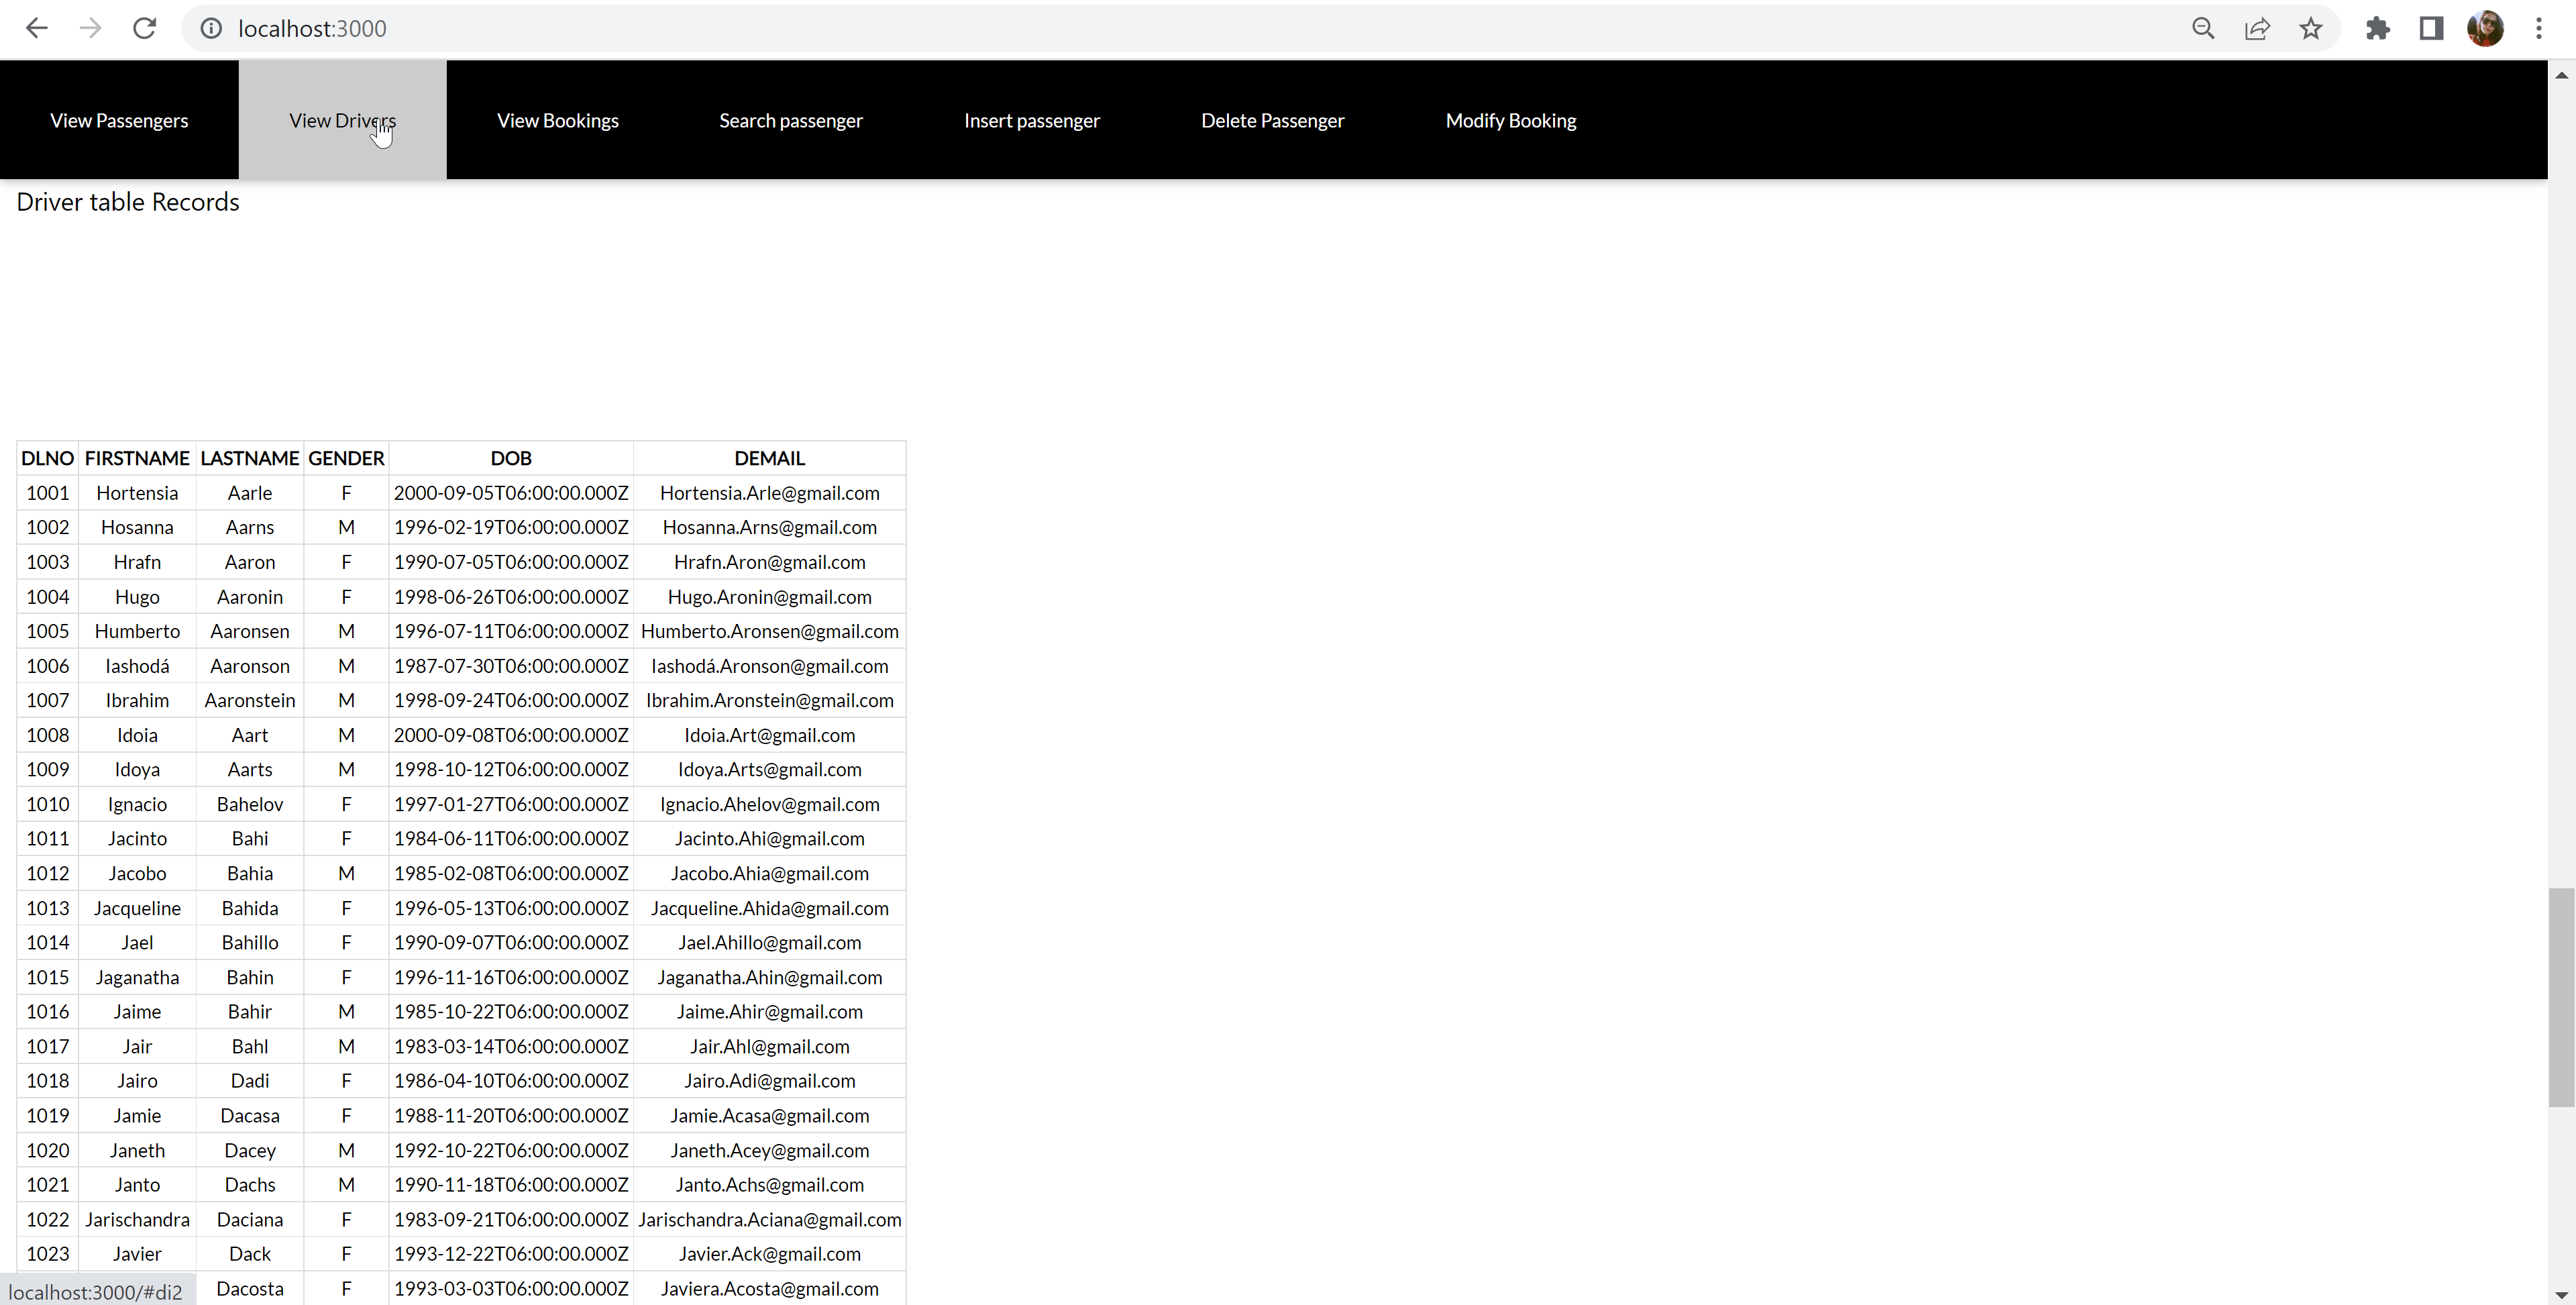 localhost:3000
View Passengers View Drivers View Bookings Search passenger Insert passenger Delete Passenger Modify Booking
Driver table Records
DLNO FIRSTNAME LASTNAME GENDER DOB DEMAIL
1001 Hortensia Aarle F 2000-09-05T06:00:00.000Z Hortensia.Arle@gmail.com
1002 Hosanna Aarns M 1996-02-19T06:00:00.000Z Hosanna.Arns@gmail.com
1003 Hrafn Aaron F 1990-07-05T06:00:00.000Z Hrafn.Aron@gmail.com
1004 Hugo Aaronin F 1998-06-26T06:00:00.000Z Hugo.Aronin@gmail.com
1005 Humberto Aaronsen M 1996-07-11T06:00:00.000Z Humberto.Aronsen@gmail.com
1006 Iashodá Aaronson M 1987-07-30T06:00:00.000Z Iashodá.Aronson@gmail.com
1007 Ibrahim Aaronstein M 1998-09-24T06:00:00.000Z Ibrahim.Aronstein@gmail.com
1008 Idoia Aart M 2000-09-08T06:00:00.000Z Idoia.Art@gmail.com
1009 Idoya Aarts M 1998-10-12T06:00:00.000Z Idoya.Arts@gmail.com
1010 Ignacio Bahelov F 1997-01-27T06:00:00.000Z Ignacio.Ahelov@gmail.com
1011 Jacinto Bahi F 1984-06-11T06:00:00.000Z Jacinto.Ahi@gmail.com
1012 Jacobo Bahia M 1985-02-08T06:00:00.000Z Jacobo.Ahia@gmail.com
1013 Jacqueline Bahida F 1996-05-13T06:00:00.000Z Jacqueline.Ahida@gmail.com
1014 Jael Bahillo F 1990-09-07T06:00:00.000Z Jael.Ahillo@gmail.com
1015 Jaganatha Bahin F 1996-11-16T06:00:00.000Z Jaganatha.Ahin@gmail.com
1016 Jaime Bahir M 1985-10-22T06:00:00.000Z Jaime.Ahir@gmail.com
1017 Jair Bahl M 1983-03-14T06:00:00.000Z Jair.Ahl@gmail.com
1018 Jairo Dadi F 1986-04-10T06:00:00.000Z Jairo.Adi@gmail.com
1019 Jamie Dacasa F 1988-11-20T06:00:00.000Z Jamie.Acasa@gmail.com
1020 Janeth Dacey M 1992-10-22T06:00:00.000Z Janeth.Acey@gmail.com
1021 Janto Dachs M 1990-11-18T06:00:00.000Z Janto.Achs@gmail.com
1022 Jarischandra Daciana F 1983-09-21T06:00:00.000Z Jarischandra.Aciana@gmail.com
1023 Javier Dack F 1993-12-22T06:00:00.000Z Javier.Ack@gmail.com
Dacosta F 1993-03-03T06:00:00.000Z Javiera.Acosta@gmail.com
localhost:3000/#di2